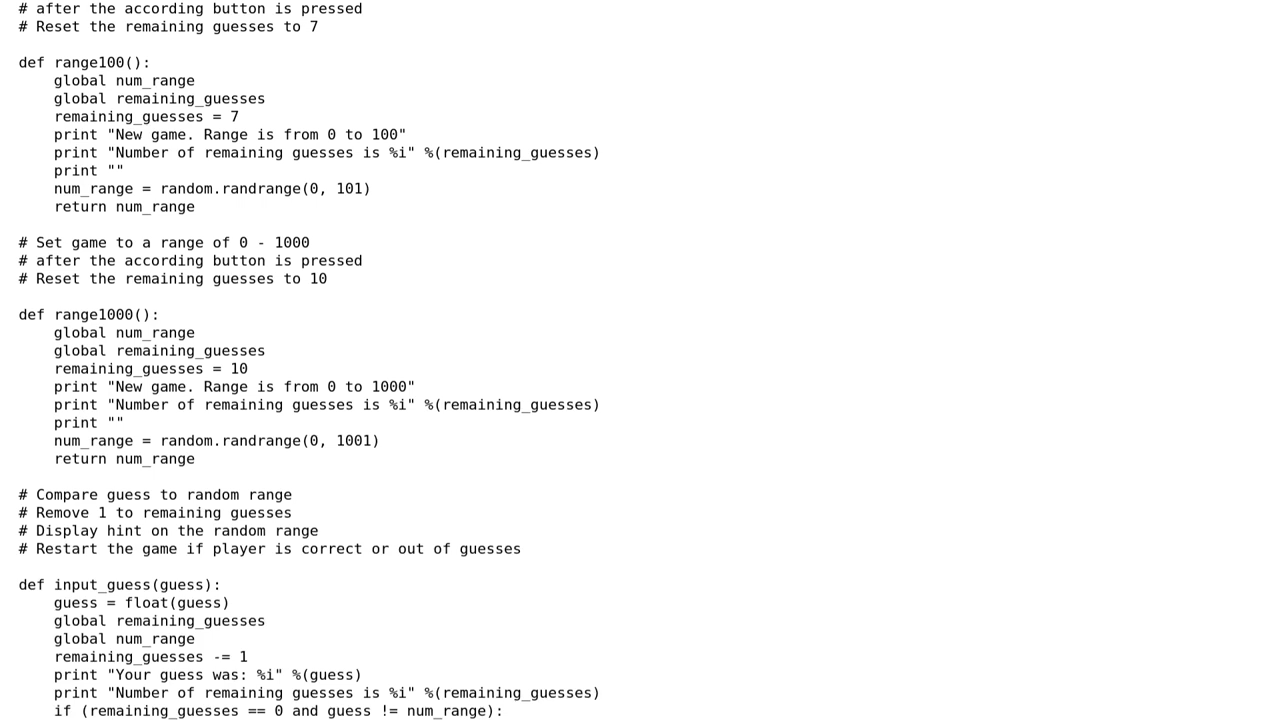 # after the according button is pressed
# Reset the remaining guesses to 7

def range100():
    global num_range
    global remaining_guesses
    remaining_guesses = 7
    print "New game. Range is from 0 to 100"
    print "Number of remaining guesses is %i" %(remaining_guesses)
    print ""
    num_range = random.randrange(0, 101)
    return num_range

# Set game to a range of 0 - 1000
# after the according button is pressed
# Reset the remaining guesses to 10

def range1000():
    global num_range
    global remaining_guesses
    remaining_guesses = 10
    print "New game. Range is from 0 to 1000"
    print "Number of remaining guesses is %i" %(remaining_guesses)
    print ""
    num_range = random.randrange(0, 1001)
    return num_range

# Compare guess to random range
# Remove 1 to remaining guesses
# Display hint on the random range
# Restart the game if player is correct or out of guesses

def input_guess(guess):
    guess = float(guess)
    global remaining_guesses
    global num_range
    remaining_guesses -= 1
    print "Your guess was: %i" %(guess)
    print "Number of remaining guesses is %i" %(remaining_guesses)
    if (remaining_guesses == 0 and guess != num_range):